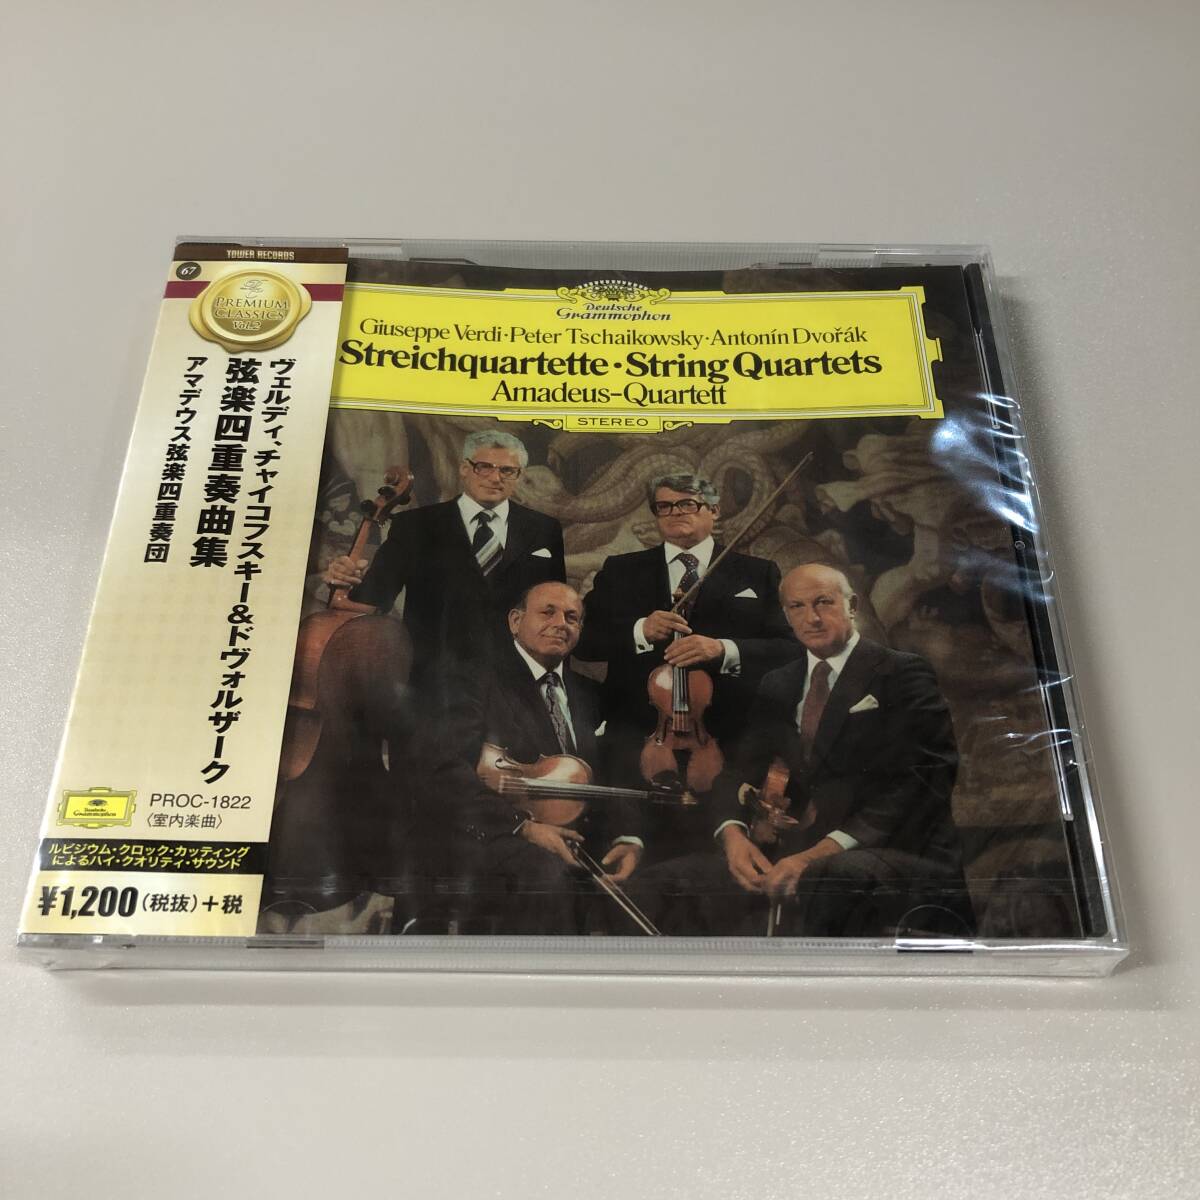 TOWER RECORDS
67
PREMIUM
CLASSICS
Vol.2
ヴェルディ、チャイコフスキー&ドヴォルザーク
弦楽四重奏曲集
アマデウス弦楽四重奏団
Deutsche
Grammophon
PROC-1822
〈室内楽曲〉
ルビジウム・クロック・カッティング
によるハイ・クオリティ・サウンド
¥1,200(税抜)+税
Deutsche
Grammophon
Giuseppe Verdi·Peter Tschaikowsky·Antonín Dvořák
Streichquartette·String Quartets
Amadeus-Quartett
STEREO